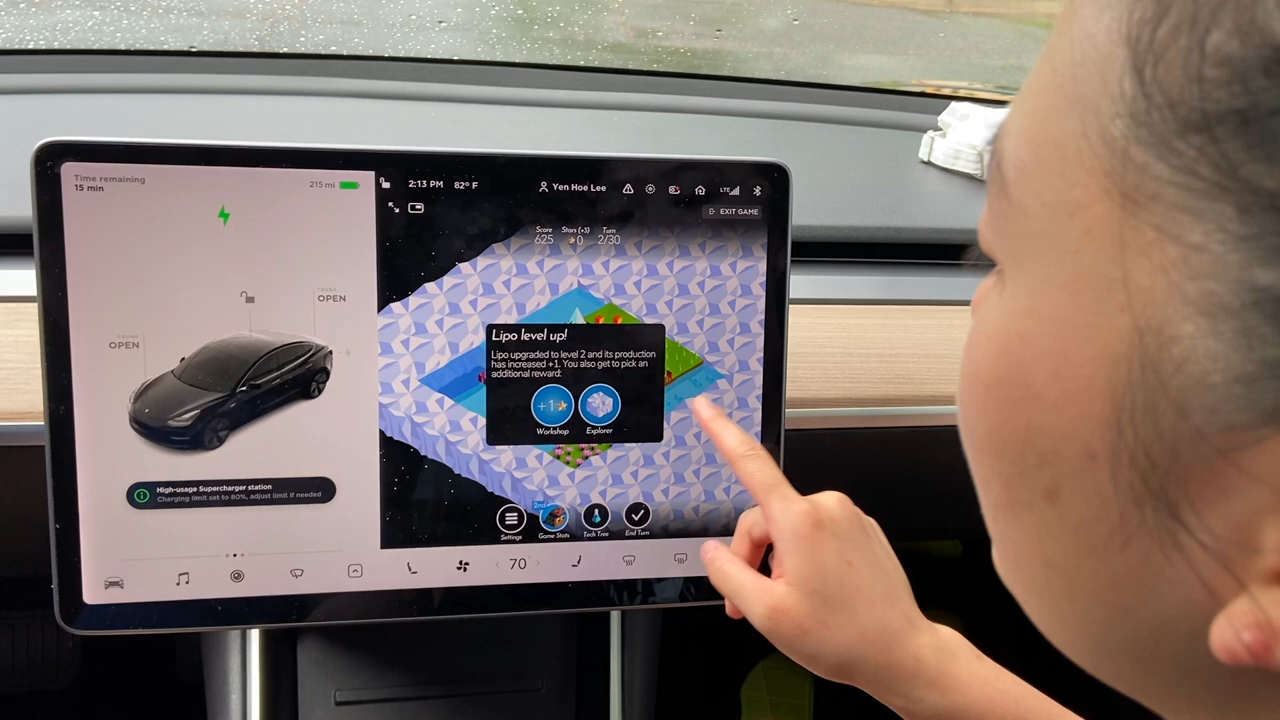 Time remaining
15 min
215 mi
2:13 PM 82° F
Yen Hoe Lee
LTE
EXIT GAME
Score Stars (+3) Turn
625 0 2/30
OPEN
OPEN
Lipo level up!
Lipo upgraded to level 2 and its production
has increased +1. You also get to pick an
additional reward:
+1
Workshop Explorer
High-usage Supercharger station
Charging limit set to 80%, adjust limit if needed
2nd
Settings Game Stats Tech Tree End Turn
70